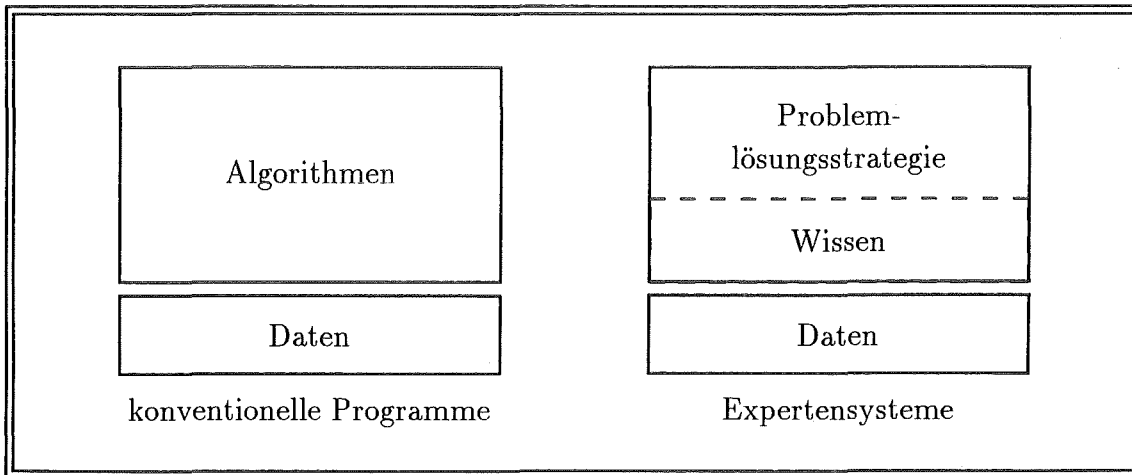 Algorithmen
Daten
konventionelle Programme
Problem-
lösungsstrategie
Wissen
Daten
Expertensysteme